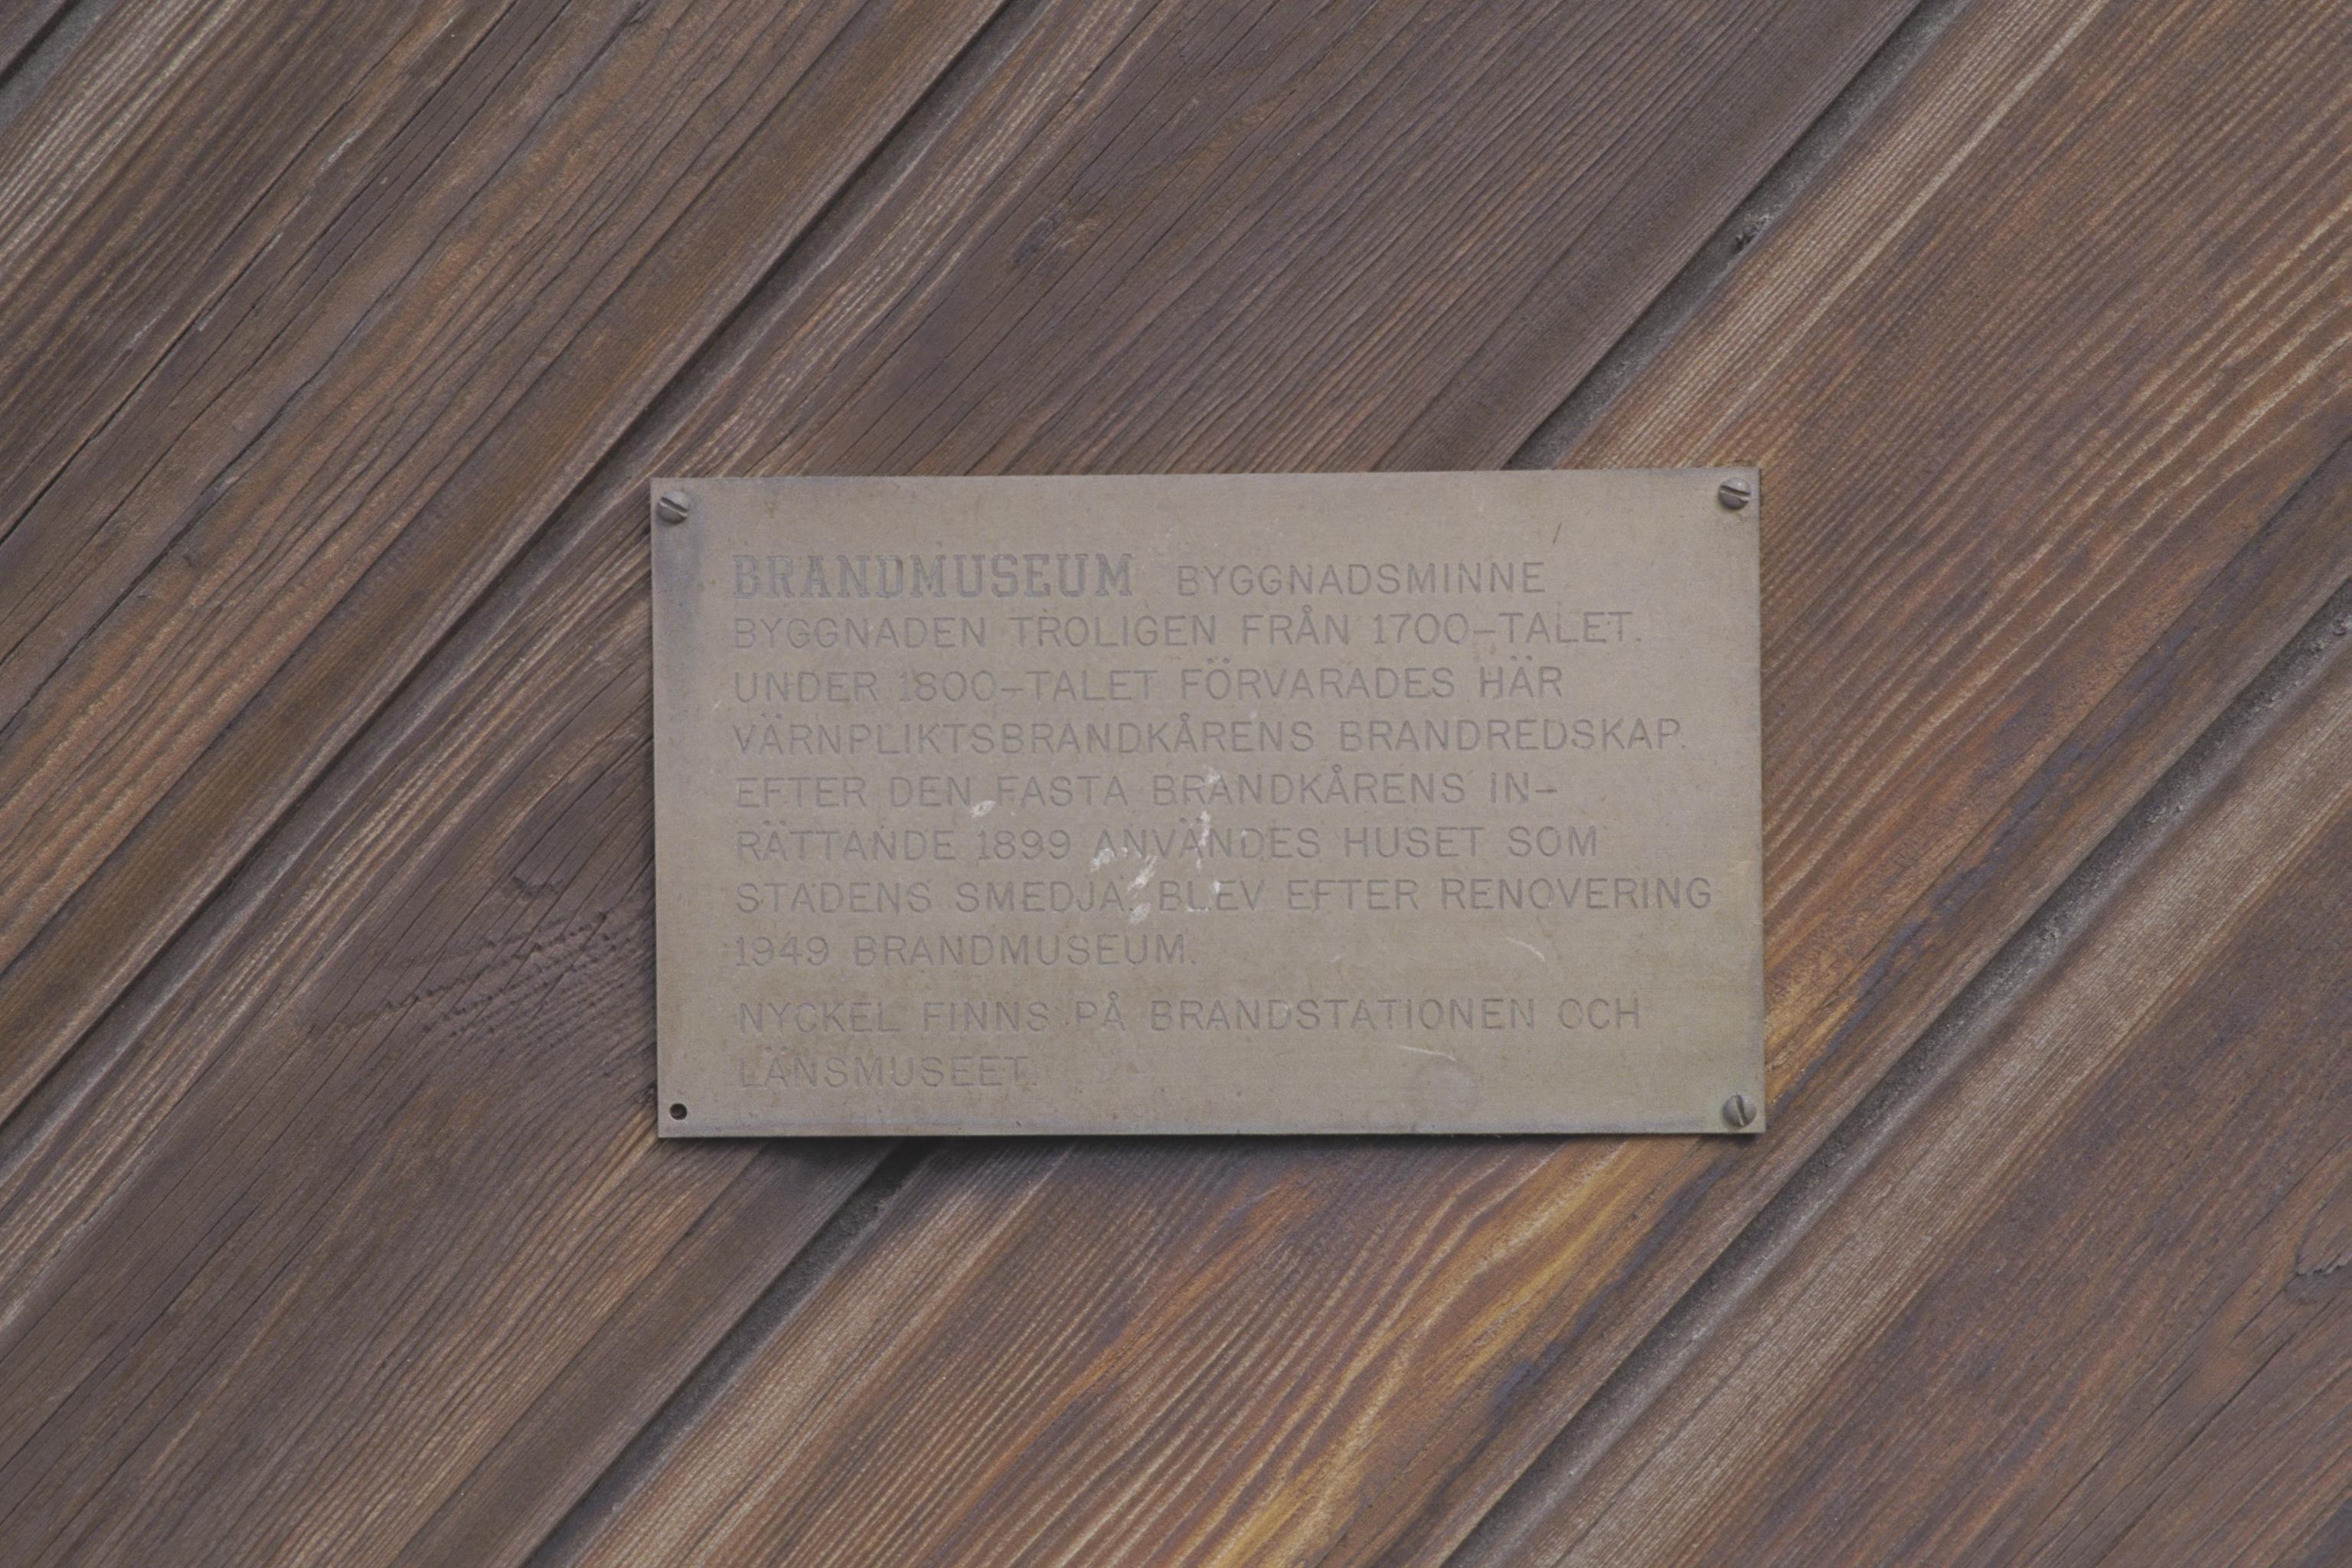 BRANDMUSEUM BYGGNADSMINNE
BYGGNADEN TROLIGEN FRÅN 1700-TALET.
UNDER 1800-TALET FÖRVARADES HÄR
VÄRNPLIKTSBRANDKÅRENS BRANDREDSKAP.
EFTER DEN FASTA BRANDKÅRENS IN-
RÄTTANDE 1899 ANVÄNDES HUSET SOM
STADENS SMEDJA. BLEV EFTER RENOVERING
1949 BRANDMUSEUM.
NYCKEL FINNS PÅ BRANDSTATIONEN OCH
LÄNSMUSEET.